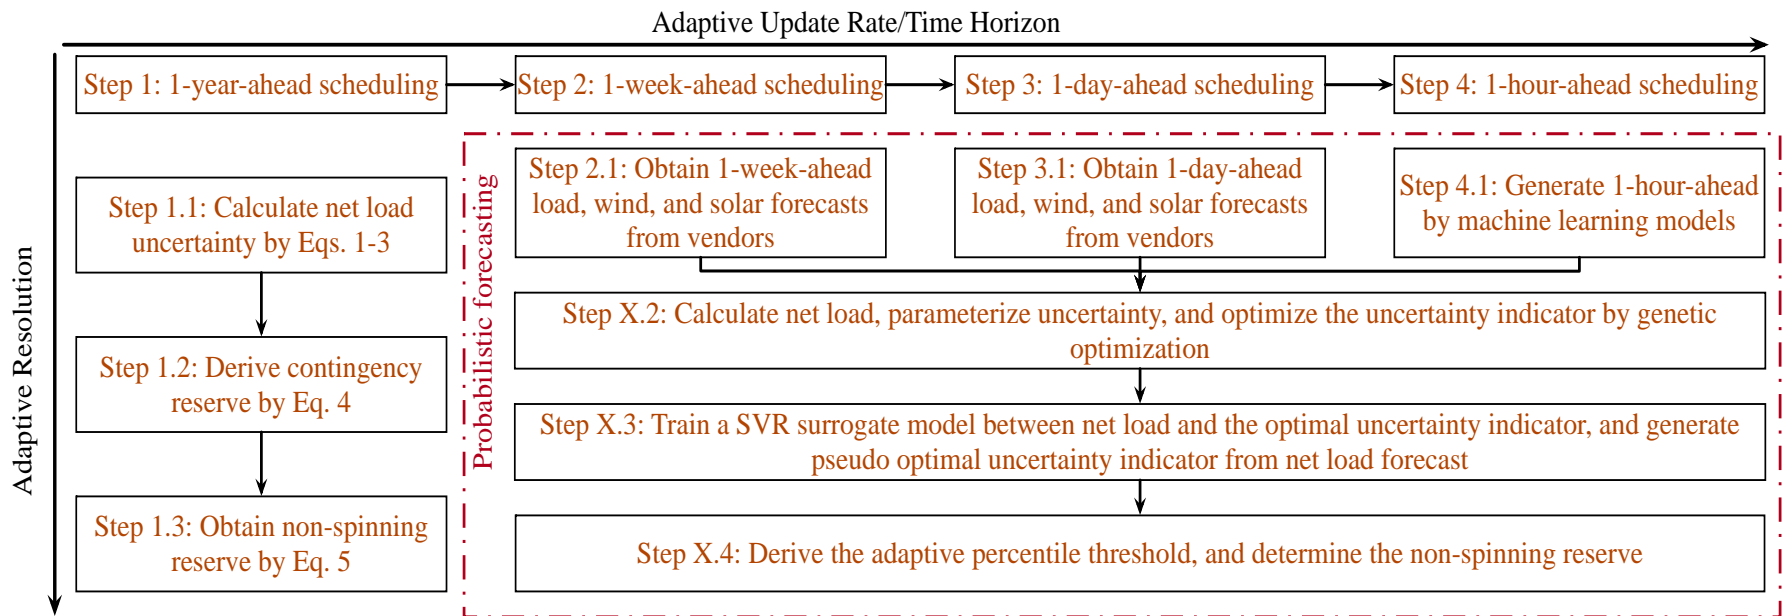 Adaptive Update Rate/Time Horizon
Step 1: 1-year-ahead scheduling
Step 2: 1-week-ahead scheduling
Step 3: 1-day-ahead scheduling
Step 4: 1-hour-ahead scheduling
Adaptive Resolution
Step 1.1: Calculate net load
uncertainty by Eqs. 1-3
Step 1.2: Derive contingency
reserve by Eq. 4
Step 1.3: Obtain non-spinning
reserve by Eq. 5
Probabilistic forecasting
Step 2.1: Obtain 1-week-ahead
load, wind, and solar forecasts
from vendors
Step 3.1: Obtain 1-day-ahead
load, wind, and solar forecasts
from vendors
Step 4.1: Generate 1-hour-ahead
by machine learning models
Step X.2: Calculate net load, parameterize uncertainty, and optimize the uncertainty indicator by genetic
optimization
Step X.3: Train a SVR surrogate model between net load and the optimal uncertainty indicator, and generate
pseudo optimal uncertainty indicator from net load forecast
Step X.4: Derive the adaptive percentile threshold, and determine the non-spinning reserve